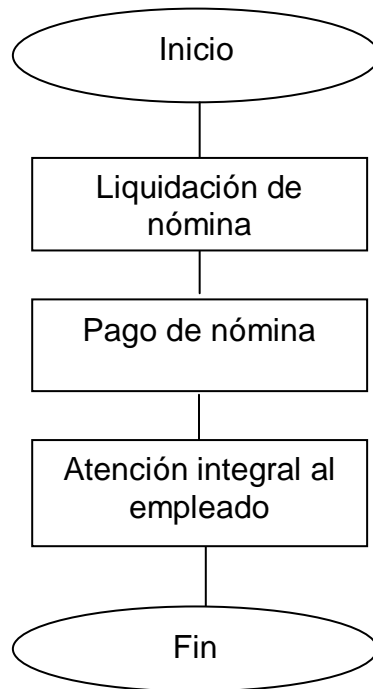 Inicio
Liquidación de
nómina
Pago de nómina
Atención integral al
empleado
Fin